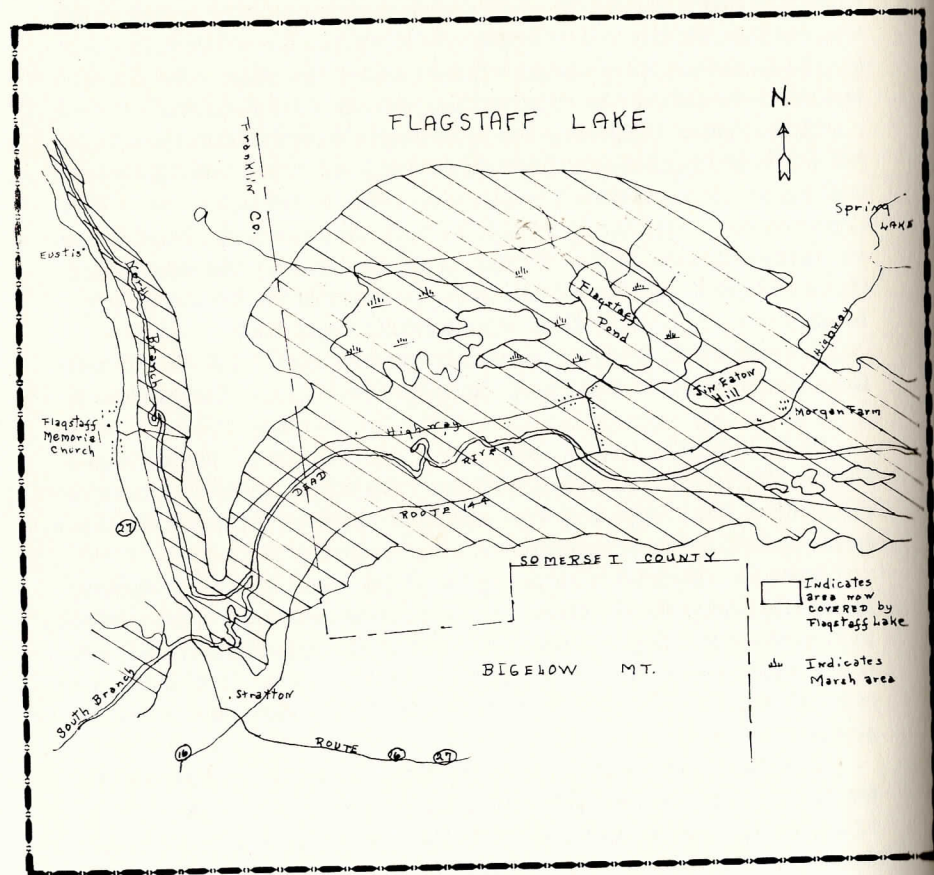 FLAGSTAFF LAKE
N.
Franklin Co.
Spring
LAKE
Eustis
North
Branch
Flagstaff
Pond
Highway
Jim Eaton
Hill
Morgan Farm
Flagstaff
Memorial
Church
Highway
DEAD
RIVER
ROUTE 144
27
SOMERSET COUNTY
Indicates
area now
COVERED by
Flagstaff Lake
Indicates
Marsh area
BIGELOW MT.
South Branch
Stratton
16
ROUTE
16
27